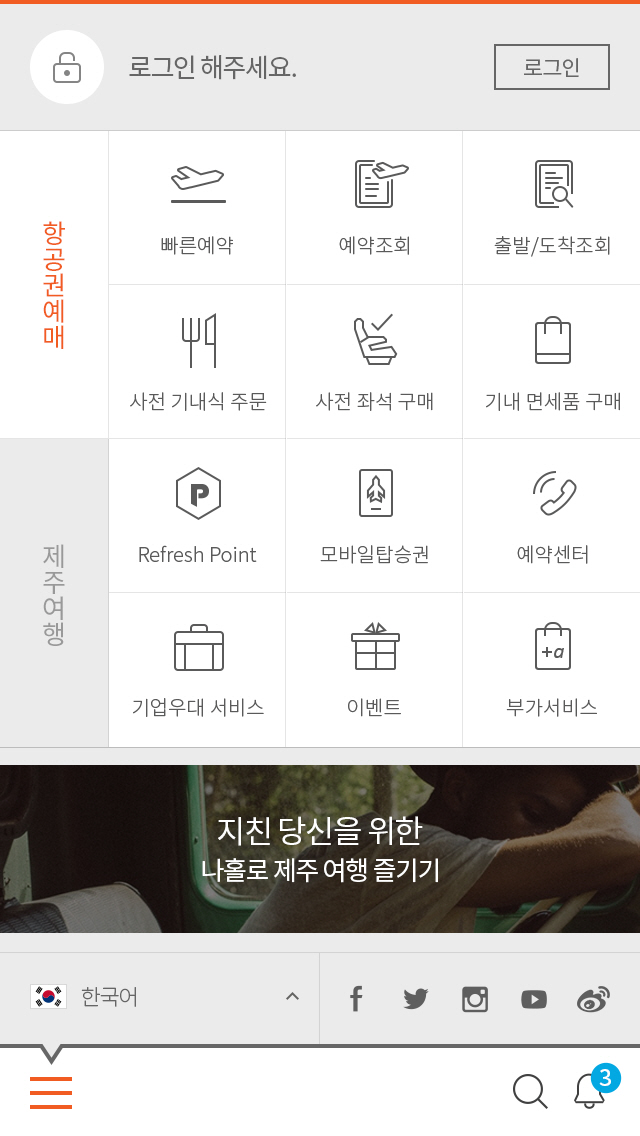 로그인 해주세요.
로그인
항공권예매
빠른예약
예약조회
출발/도착조회
사전 기내식 주문
사전 좌석 구매
기내 면세품 구매
제주여행
P
Refresh Point
모바일탑승권
예약센터
기업우대 서비스
이벤트
+a
부가서비스
지친 당신을 위한
나홀로 제주 여행 즐기기
한국어
3